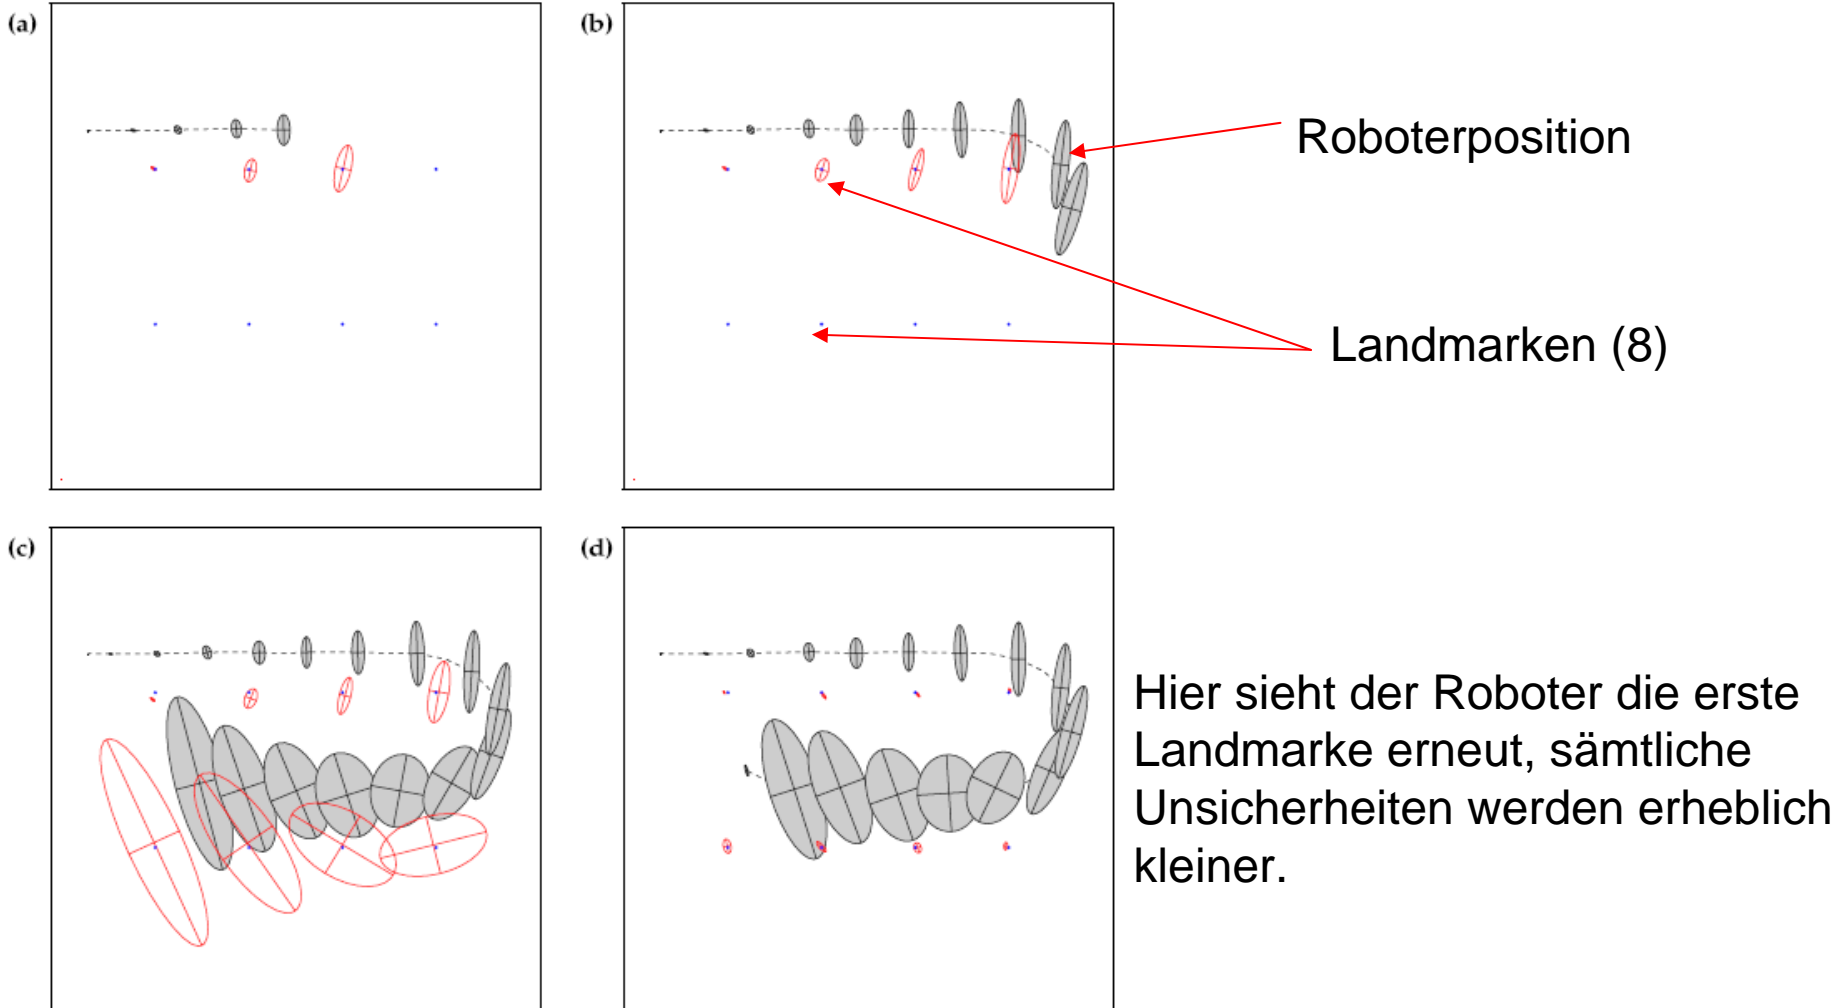 (a)
(b)
Roboterposition
Landmarken (8)
(c)
(d)
Hier sieht der Roboter die erste
Landmarke erneut, sämtliche
Unsicherheiten werden erheblich
kleiner.